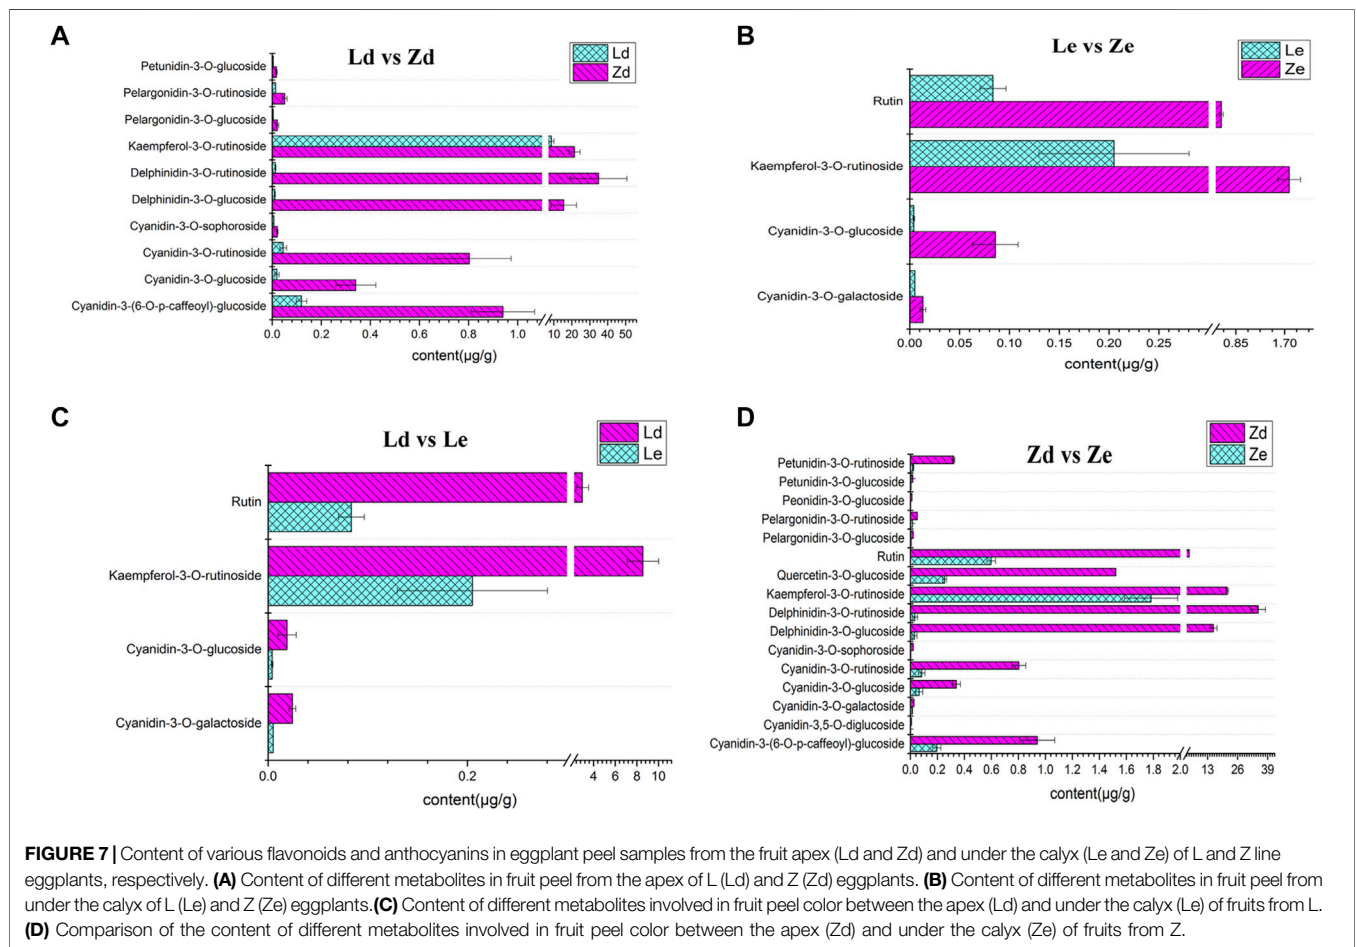 A
Ld vs Zd
Ld
Zd
Petunidin-3-O-glucoside
Pelargonidin-3-O-rutinoside
Pelargonidin-3-O-glucoside
Kaempferol-3-O-rutinoside
Delphinidin-3-O-rutinoside
Delphinidin-3-O-glucoside
Cyanidin-3-O-sophoroside
Cyanidin-3-O-rutinoside
Cyanidin-3-O-glucoside
Cyanidin-3-(6-O-p-caffeoyl)-glucoside
0.0 0.2 0.4 0.6 0.8 1.0 10 20 30 40 50
content(μg/g)
B
Le vs Ze
Le
Ze
Rutin
Kaempferol-3-O-rutinoside
Cyanidin-3-O-glucoside
Cyanidin-3-O-galactoside
0.00 0.05 0.10 0.15 0.20 0.25 0.85 1.70
content(μg/g)
C
Ld vs Le
Ld
Le
Rutin
Kaempferol-3-O-rutinoside
Cyanidin-3-O-glucoside
Cyanidin-3-O-galactoside
0.0 0.2 4 6 8 10
content(μg/g)
D
Zd vs Ze
Zd
Ze
Petunidin-3-O-rutinoside
Petunidin-3-O-glucoside
Peonidin-3-O-glucoside
Pelargonidin-3-O-rutinoside
Pelargonidin-3-O-glucoside
Rutin
Quercetin-3-O-glucoside
Kaempferol-3-O-rutinoside
Delphinidin-3-O-rutinoside
Delphinidin-3-O-glucoside
Cyanidin-3-O-sophoroside
Cyanidin-3-O-rutinoside
Cyanidin-3-O-glucoside
Cyanidin-3-O-galactoside
Cyanidin-3,5-O-diglucoside
Cyanidin-3-(6-O-p-caffeoyl)-glucoside
0.0 0.2 0.4 0.6 0.8 1.0 1.2 1.4 1.6 1.8 2.0 13 26 39
content(μg/g)
FIGURE 7 | Content of various flavonoids and anthocyanins in eggplant peel samples from the fruit apex (Ld and Zd) and under the calyx (Le and Ze) of L and Z line
eggplants, respectively. (A) Content of different metabolites in fruit peel from the apex of L (Ld) and Z (Zd) eggplants. (B) Content of different metabolites in fruit peel from
under the calyx of L (Le) and Z (Ze) eggplants.(C) Content of different metabolites involved in fruit peel color between the apex (Ld) and under the calyx (Le) of fruits from L.
(D) Comparison of the content of different metabolites involved in fruit peel color between the apex (Zd) and under the calyx (Ze) of fruits from Z.